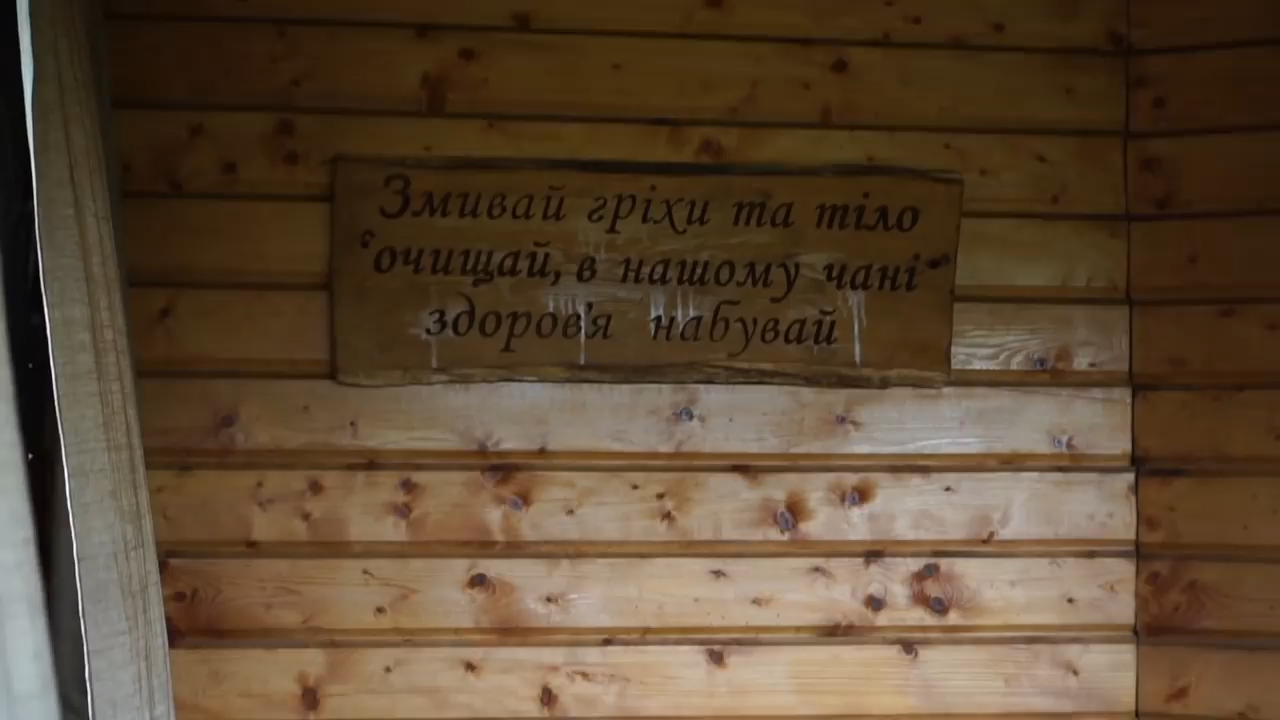 Змивай гріхи та тіло
очищай, в нашому чані
здоров'я набувай